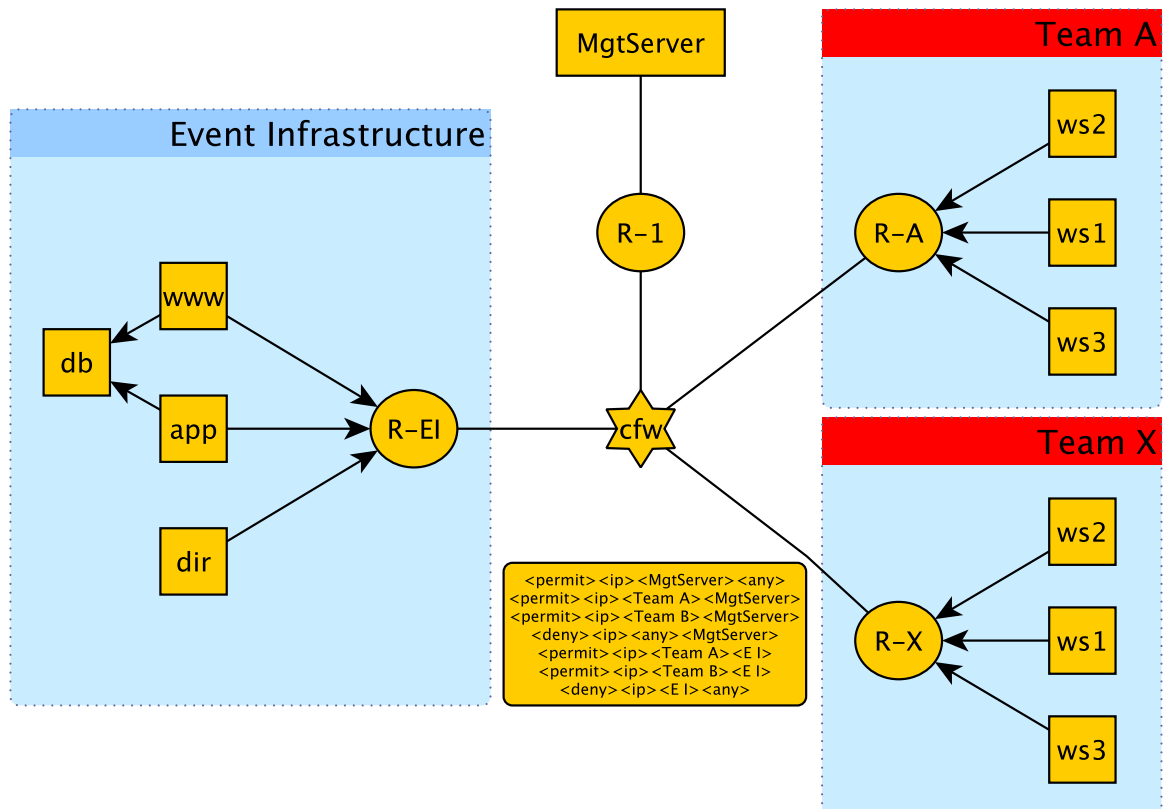 MgtServer
Team A
Event Infrastructure
ws2
R-1
R-A
ws1
www
ws3
db
app
R-EI
cfw
Team X
dir
ws2
<permit><ip><MgtServer><any>
<permit><ip><Team A><MgtServer>
<permit><ip><Team B><MgtServer>
<deny><ip><any><MgtServer>
<permit><ip><Team A><E I>
<permit><ip><Team B><E I>
<deny><ip><E I><any>
R-X
ws1
ws3